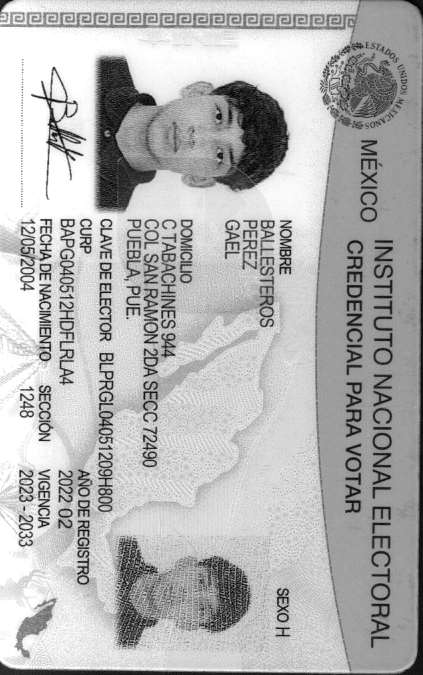 ESTADOS UNIDOS MEXICANOS
MÉXICO INSTITUTO NACIONAL ELECTORAL
CREDENCIAL PARA VOTAR
NOMBRE
BALLESTEROS
PEREZ
GAEL
SEXO H
DOMICILIO
C TABACHINES 944
COL SAN RAMON 2DA SECC 72490
PUEBLA, PUE.
CLAVE DE ELECTOR BLPRGL04051209H800
CURP
BAPG040512HDFLRLA4
AÑO DE REGISTRO
2022 02
FECHA DE NACIMIENTO
12/05/2004
SECCIÓN
1248
VIGENCIA
2023 - 2033